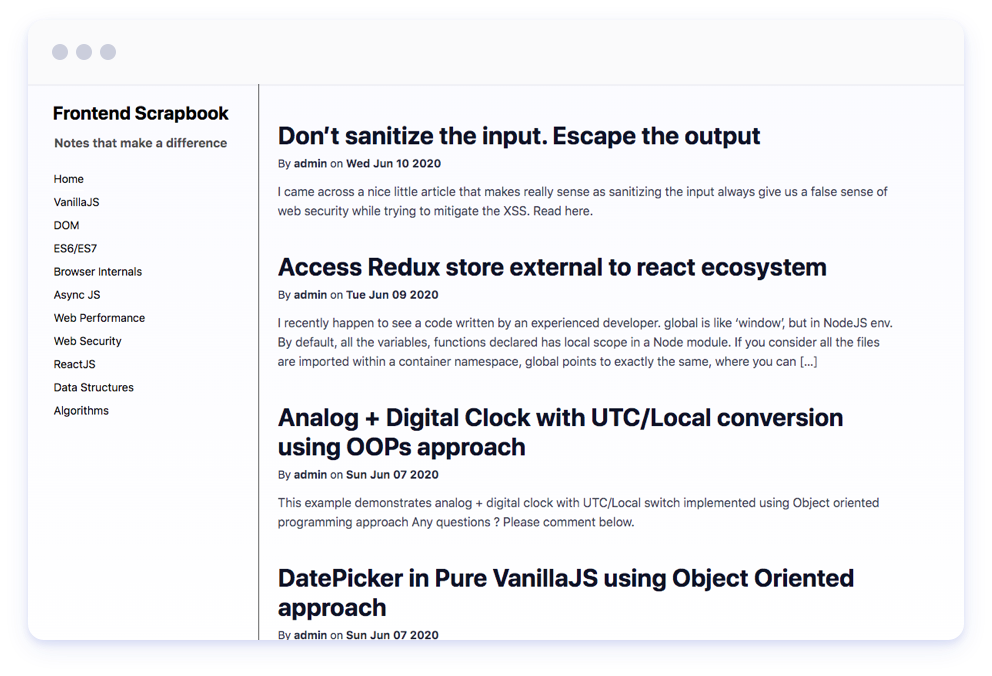 Frontend Scrapbook
Notes that make a difference
Home
VanillaJS
DOM
ES6/ES7
Browser Internals
Async JS
Web Performance
Web Security
ReactJS
Data Structures
Algorithms
Don’t sanitize the input. Escape the output
By admin on Wed Jun 10 2020
I came across a nice little article that makes really sense as sanitizing the input always give us a false sense of
web security while trying to mitigate the XSS. Read here.
Access Redux store external to react ecosystem
By admin on Tue Jun 09 2020
I recently happen to see a code written by an experienced developer. global is like ‘window’, but in NodeJS env.
By default, all the variables, functions declared has local scope in a Node module. If you consider all the files
are imported within a container namespace, global points to exactly the same, where you can [...]
Analog + Digital Clock with UTC/Local conversion
using OOPs approach
By admin on Sun Jun 07 2020
This example demonstrates analog + digital clock with UTC/Local switch implemented using Object oriented
programming approach Any questions ? Please comment below.
DatePicker in Pure VanillaJS using Object Oriented
approach
By admin on Sun Jun 07 2020